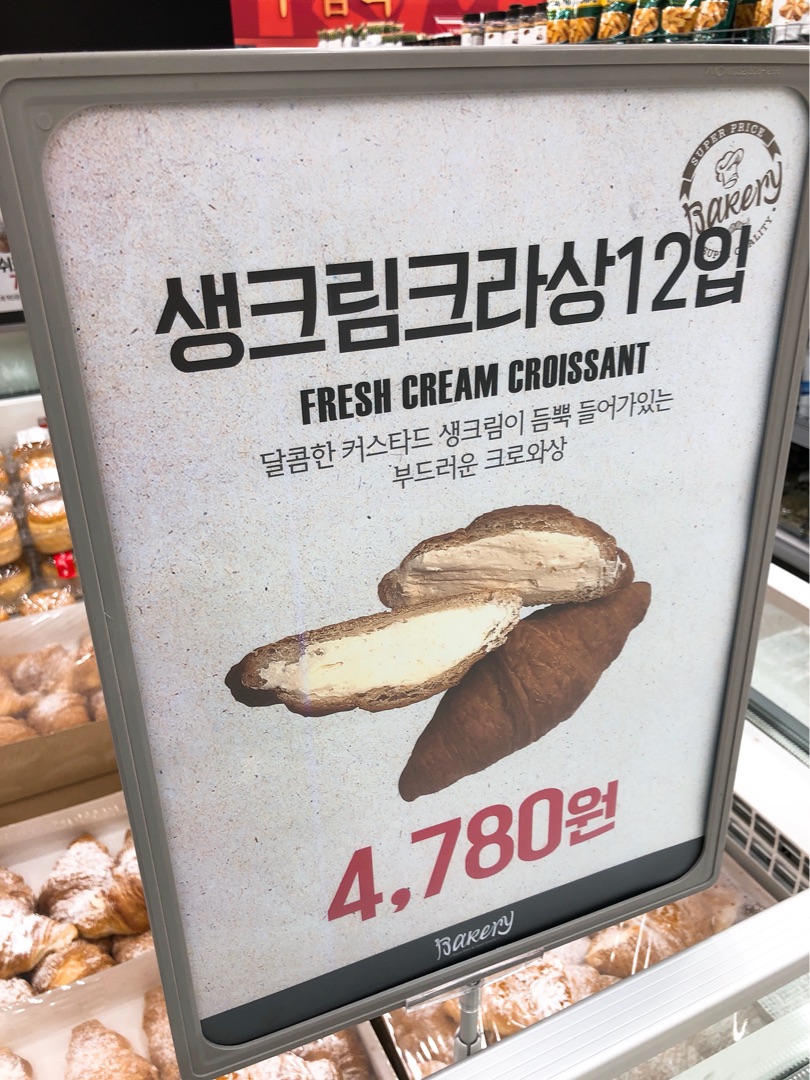 SUPER PRICE
Bakery
생크림크라상12입
FRESH CREAM CROISSANT
달콤한 커스타드 생크림이 듬뿍 들어가있는
부드러운 크로와상
4,780원
Bakery